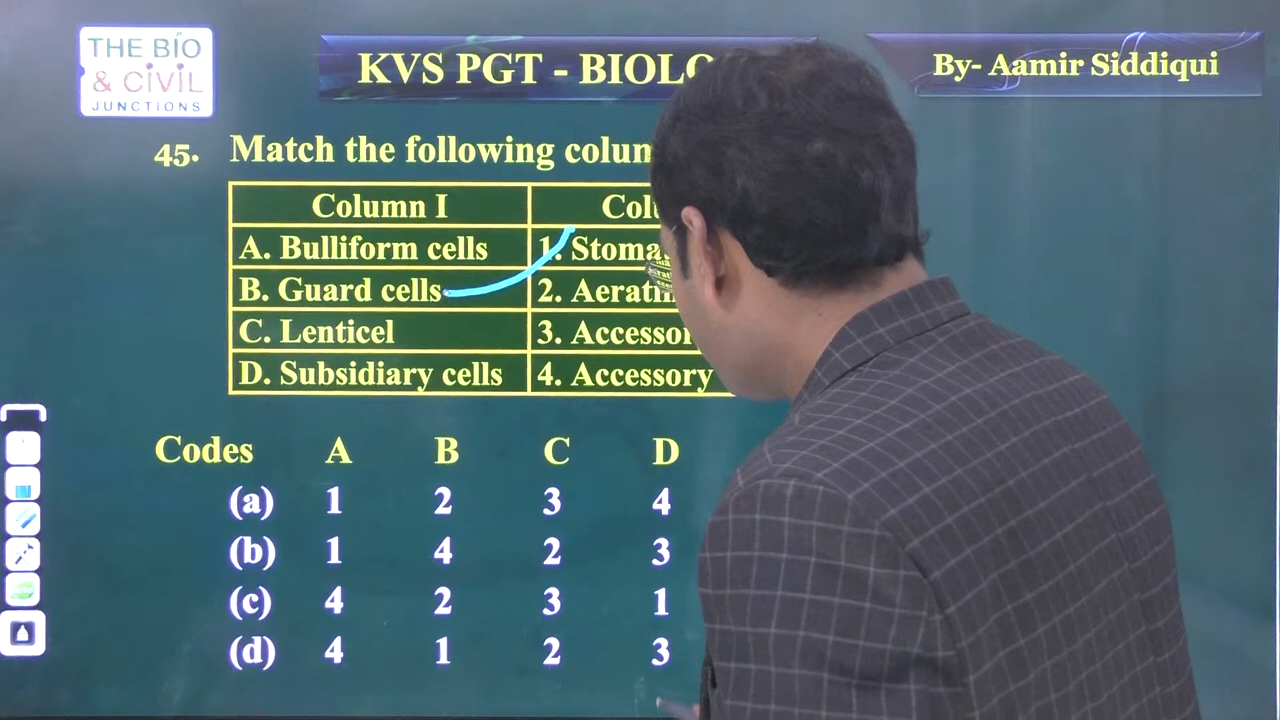 THE BIO
& CIVIL
JUNCTIONS
KVS PGT - BIOLO
By- Aamir Siddiqui
45. Match the following colum
Column I Col
A. Bulliform cells 1. Stoma
B. Guard cells 2. Aerati
C. Lenticel 3. Accessor
D. Subsidiary cells 4. Accessory
Codes A B C D
(a) 1 2 3 4
(b) 1 4 2 3
(c) 4 2 3 1
(d) 4 1 2 3